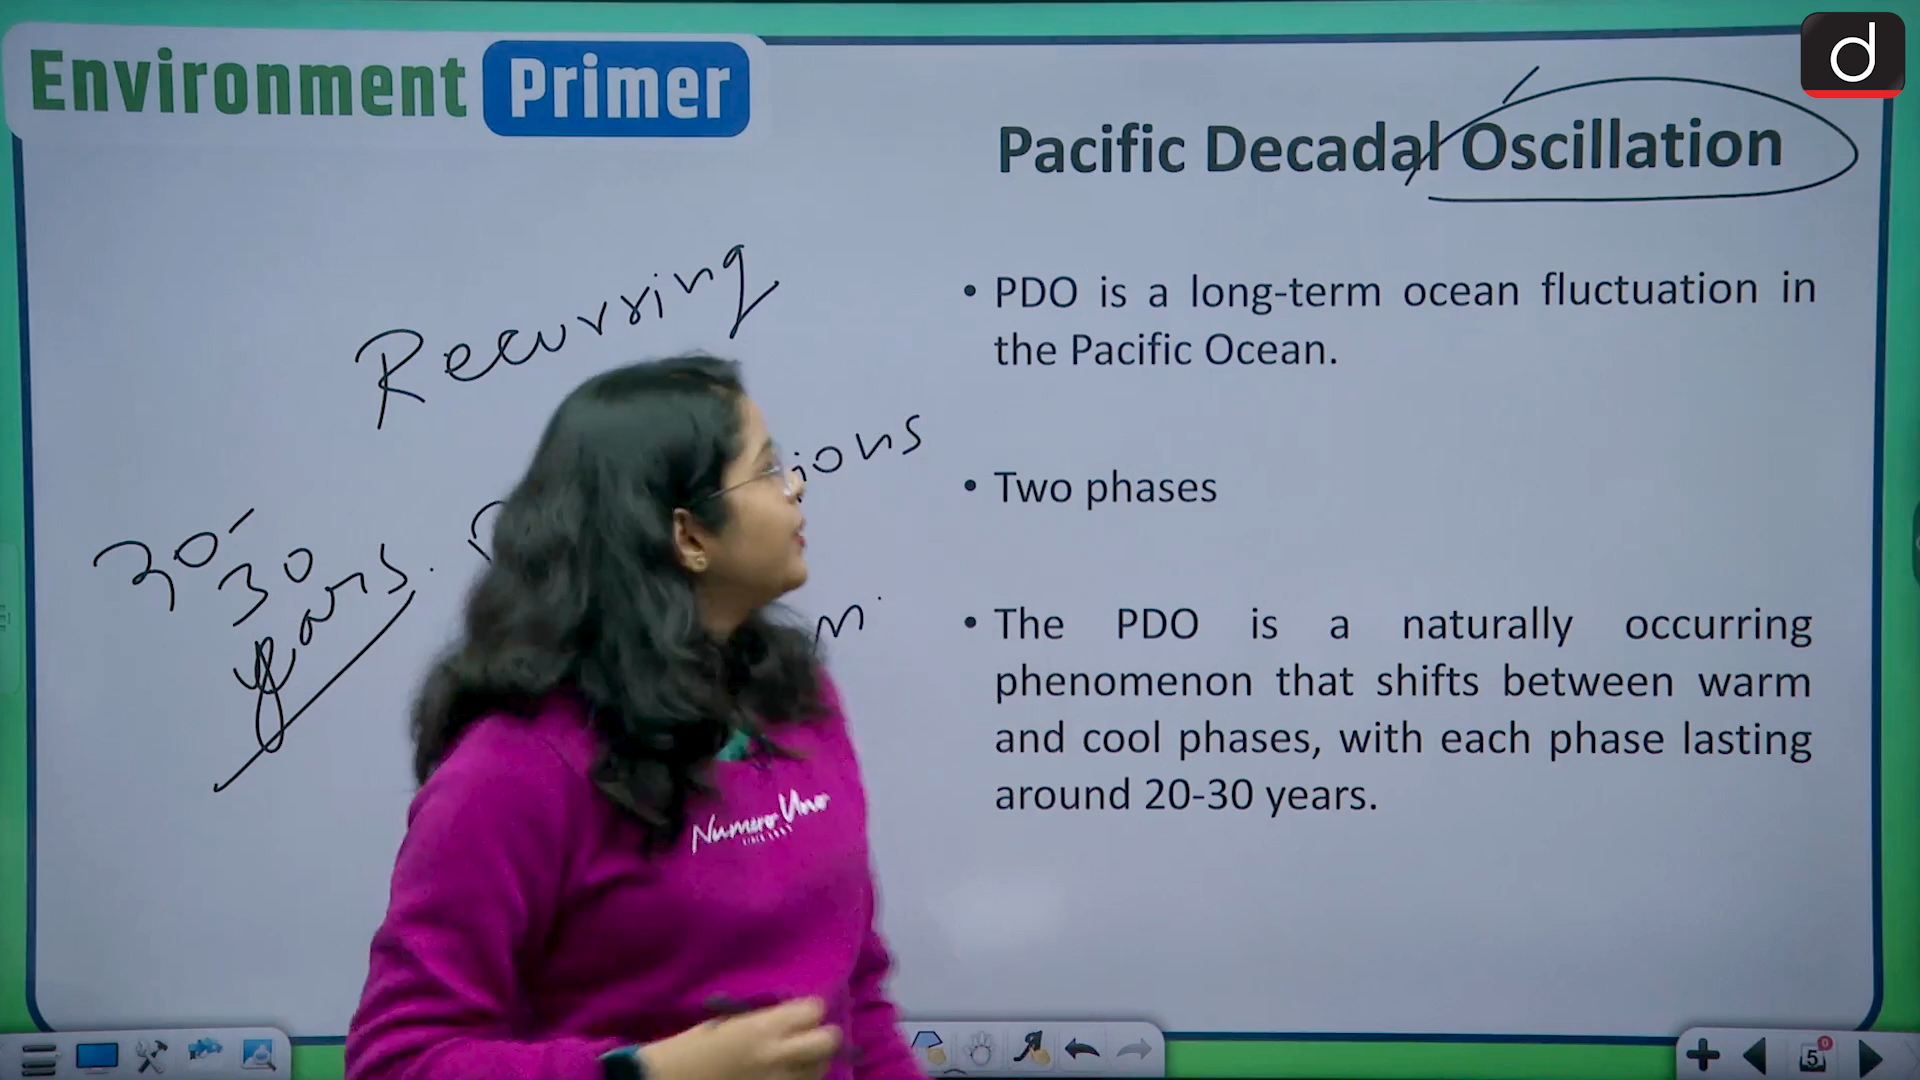 Environment Primer
d
Pacific Decadal Oscillation
• PDO is a long-term ocean fluctuation in
the Pacific Ocean.
• Two phases
• The PDO is a naturally occurring
phenomenon that shifts between warm
and cool phases, with each phase lasting
around 20-30 years.
Recurring
30-
30
years.
Numero Uno
5
0